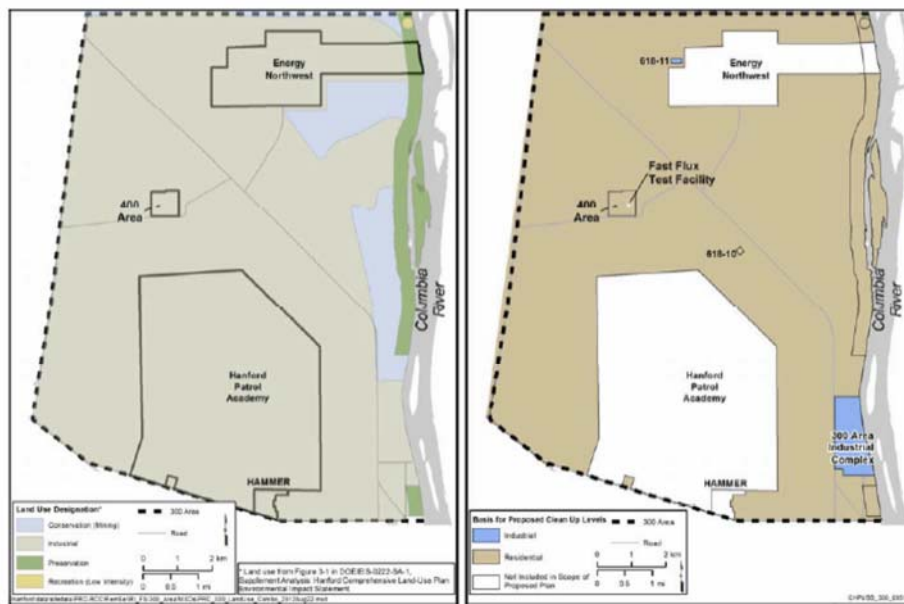 Energy
Northwest
400
Area
Columbia
River
Hanford
Patrol
Academy
HAMMER
Land Use Designation*
Conservation (Mining)
Industrial
Preservation
Recreation (Low Intensity)
300 Area
Road
0 1 2 km
0 0.5 1 mi
* Land use from Figure 3-1 in DOE/EIS-0222-SA-1,
Supplement Analysis: Hanford Comprehensive Land-Use Plan
Environmental Impact Statement
618-11
Energy
Northwest
Fast Flux
Test Facility
400
Area
618-10
Columbia
River
Hanford
Patrol
Academy
300 Area
Industrial
Complex
HAMMER
Basis for Proposed Clean Up Levels
Industrial
Residential
Not Included in Scope of
Proposed Plan
300 Area
Road
0 1 2 km
0 0.5 1 mi